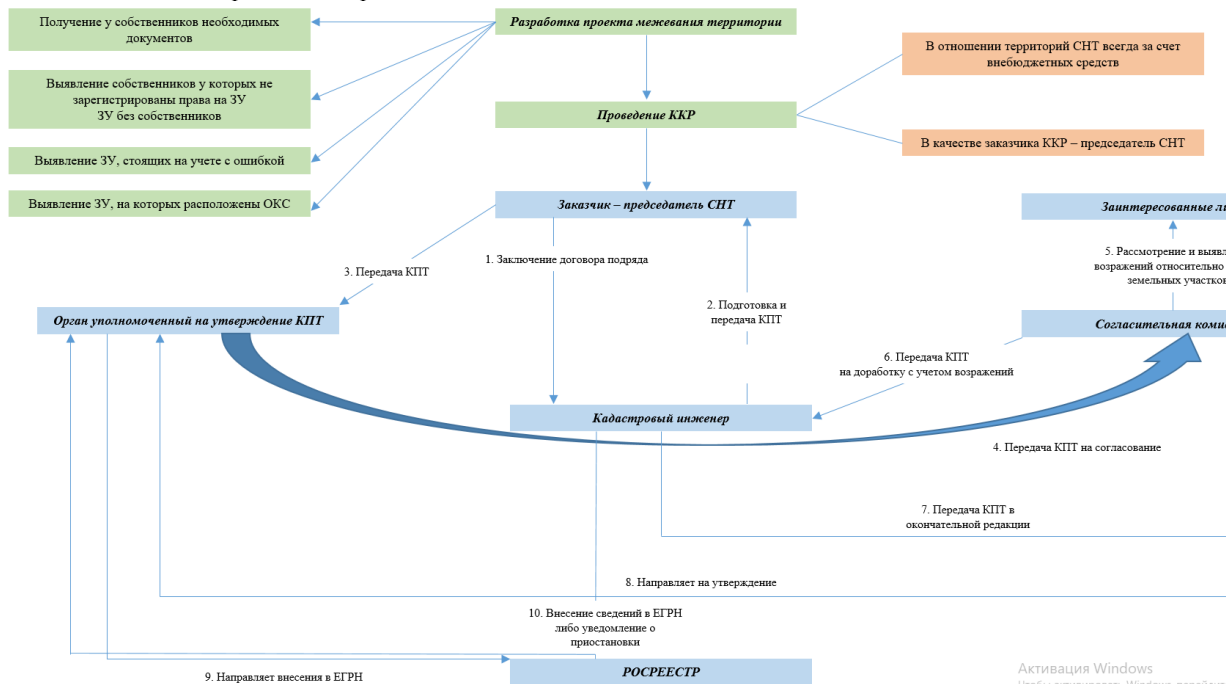 Получение у собственников необходимых
документов
Разработка проекта межевания территории
В отношении территорий СНТ всегда за счет
внебюджетных средств
Выявление собственников у которых не
зарегистрированы права на ЗУ
ЗУ без собственников
Проведение ККР
Выявление ЗУ, стоящих на учете с ошибкой
В качестве заказчика ККР – председатель СНТ
Выявление ЗУ, на которых расположены ОКС
Заказчик – председатель СНТ
Заинтересованные
3. Передача КПТ
1. Заключение договора подряда
5. Рассмотрение и
возражений относительно
земельных
2. Подготовка и
передача КПТ
Орган уполномоченный на утверждение КПТ
Согласительная
6. Передача КПТ
на доработку с учетом возражений
Кадастровый инженер
4. Передача КПТ на согласование
7. Передача КПТ в
окончательной редакции
8. Направляет на утверждение
10. Внесение сведений в ЕГРН
либо уведомление о
приостановки
РОСРЕЕСТР
9. Направляет внесения в ЕГРН
Активация Windows